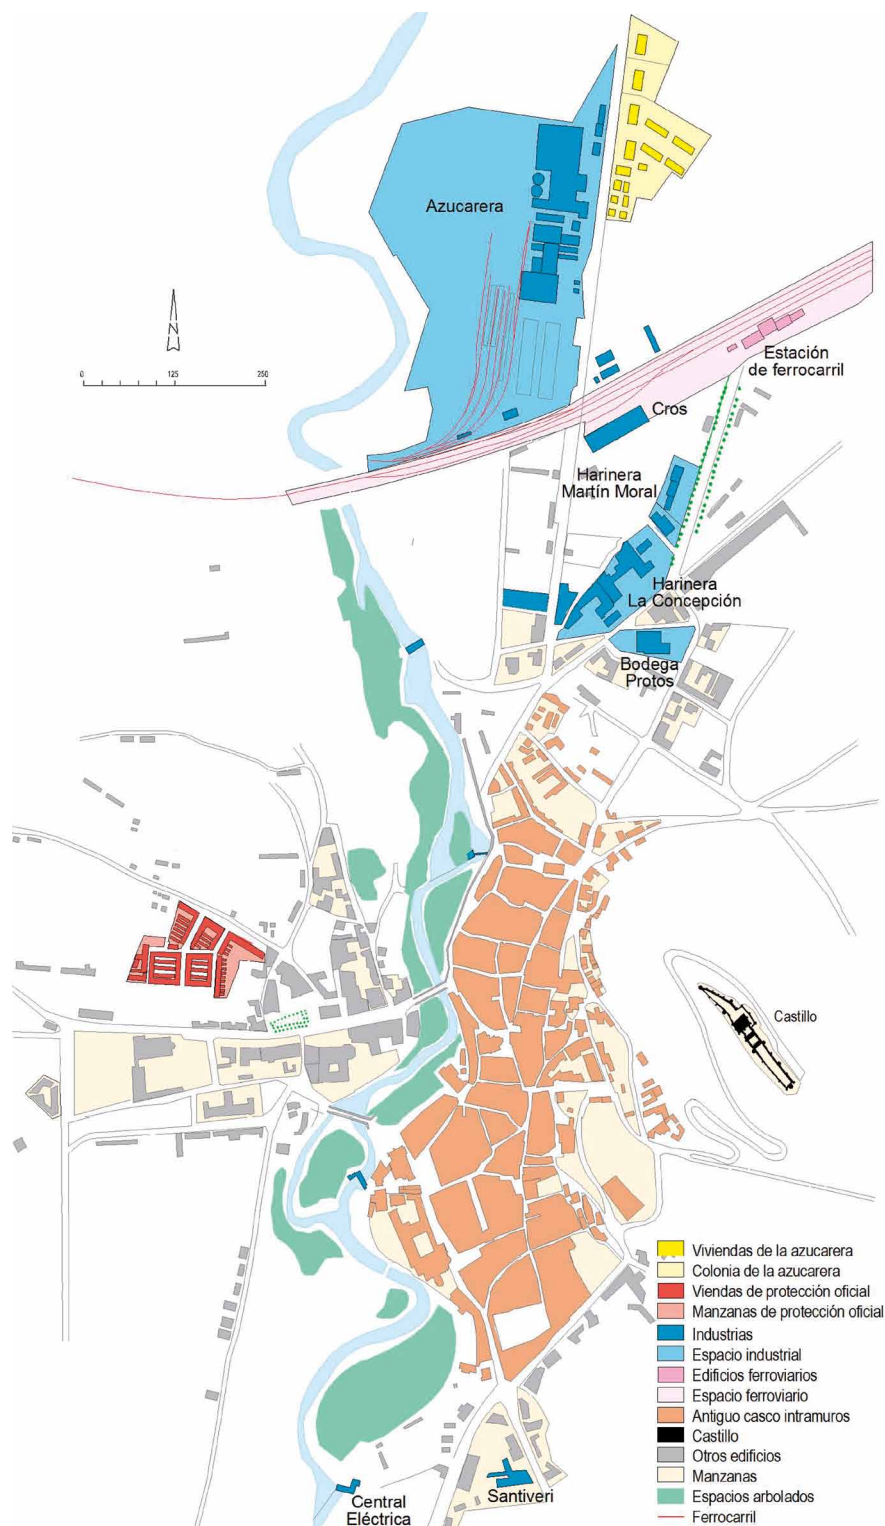 Azucarera
N
0
125
250
Estación
de ferrocarril
Cros
Harinera
Martín Moral
Harinera
La Concepción
Bodega
Protos
Castillo
Viviendas de la azucarera
Colonia de la azucarera
Viendas de protección oficial
Manzanas de protección oficial
Industrias
Espacio industrial
Edificios ferroviarios
Espacio ferroviario
Antiguo casco intramuros
Castillo
Otros edificios
Manzanas
Espacios arbolados
Ferrocarril
Santiveri
Central
Eléctrica